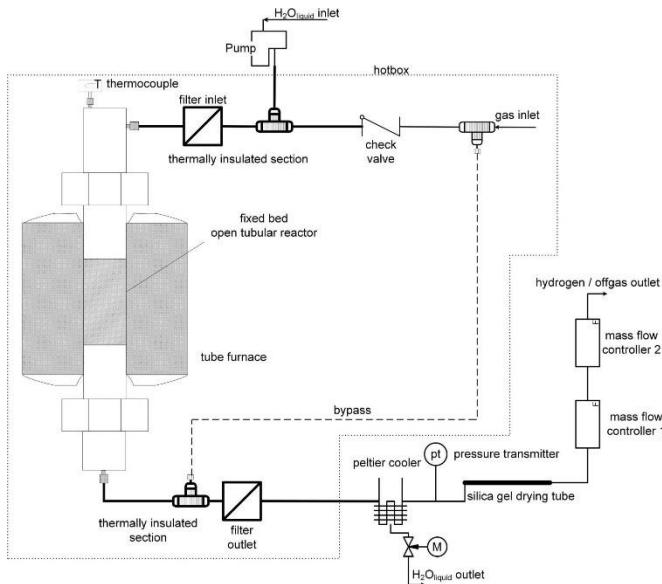 H₂Oliquid inlet
Pump
hotbox
T thermocouple
filter inlet
gas inlet
thermally insulated section
check
valve
fixed bed
open tubular reactor
hydrogen / offgas outlet
F
mass flow
controller 2
tube furnace
F
mass flow
controller 1
bypass
peltier cooler
pt
pressure transmitter
silica gel drying tube
thermally insulated
section
filter
outlet
M
H₂Oliquid outlet